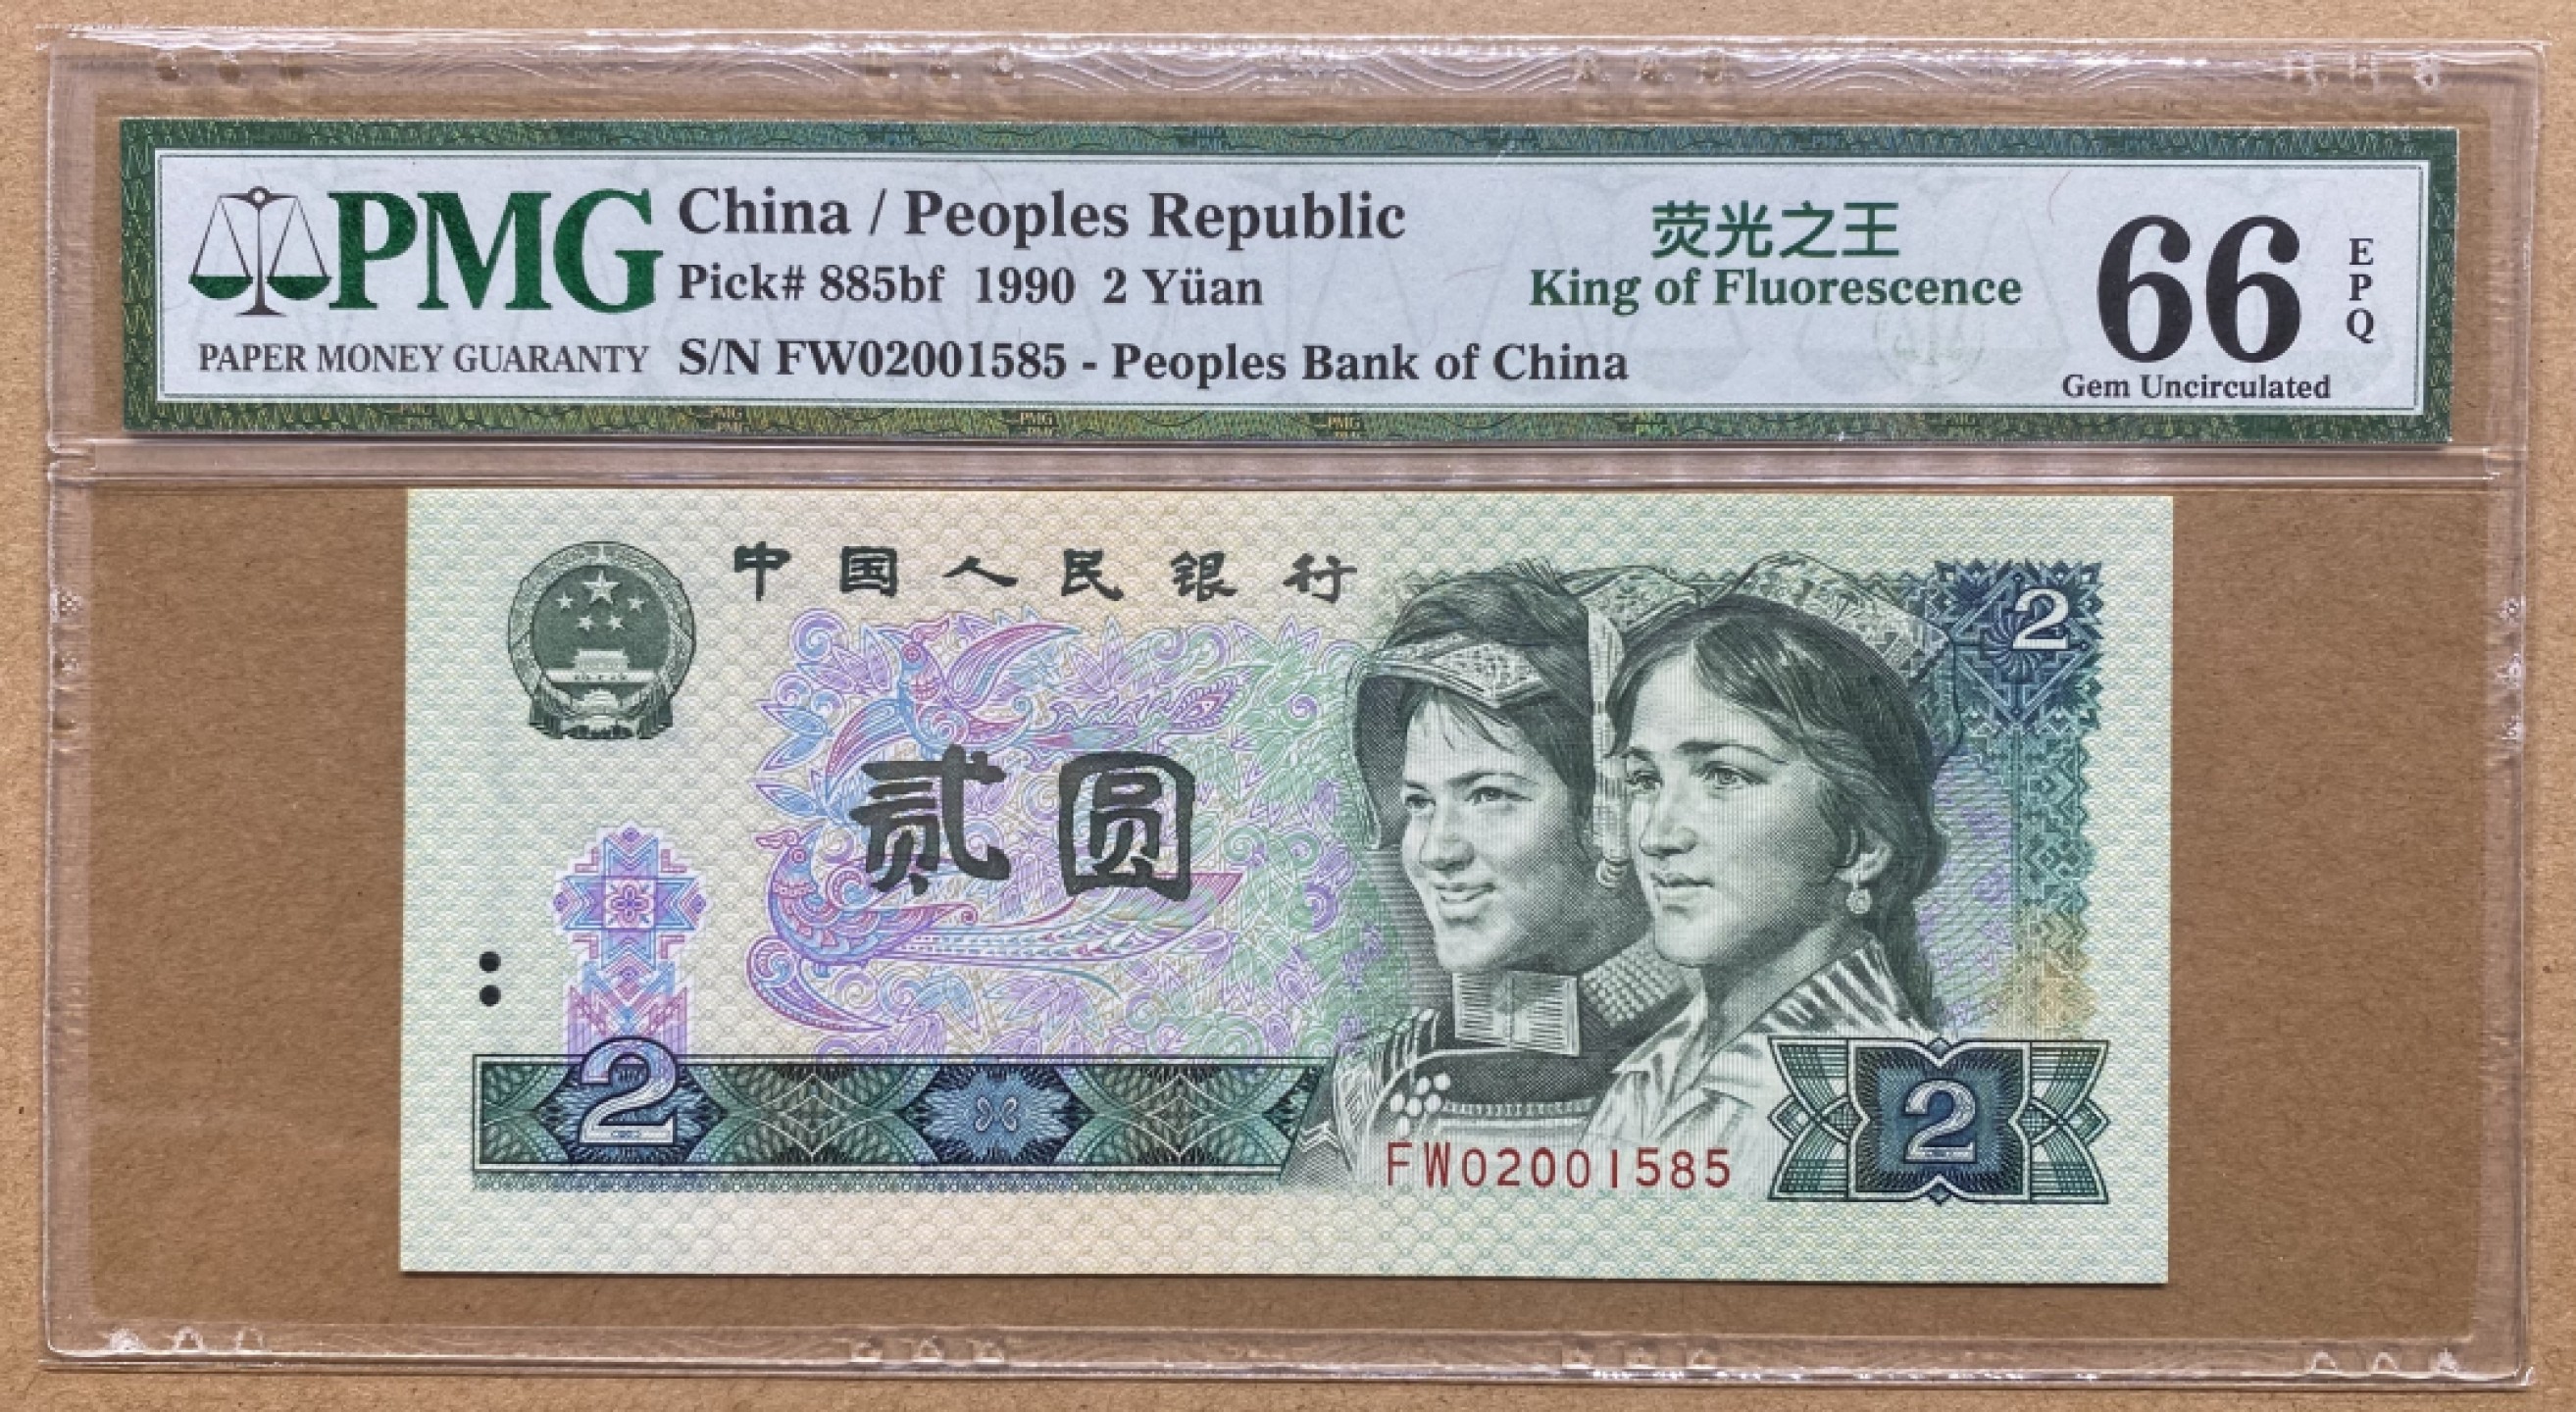 PMG
PAPER MONEY GUARANTY
China / Peoples Republic
Pick# 885bf 1990 2 Yüan
S/N FW02001585 - Peoples Bank of China
荧光之王
King of Fluorescence
66
EPQ
Gem Uncirculated
中国人民银行
2
贰圆
2
2
FW02001585